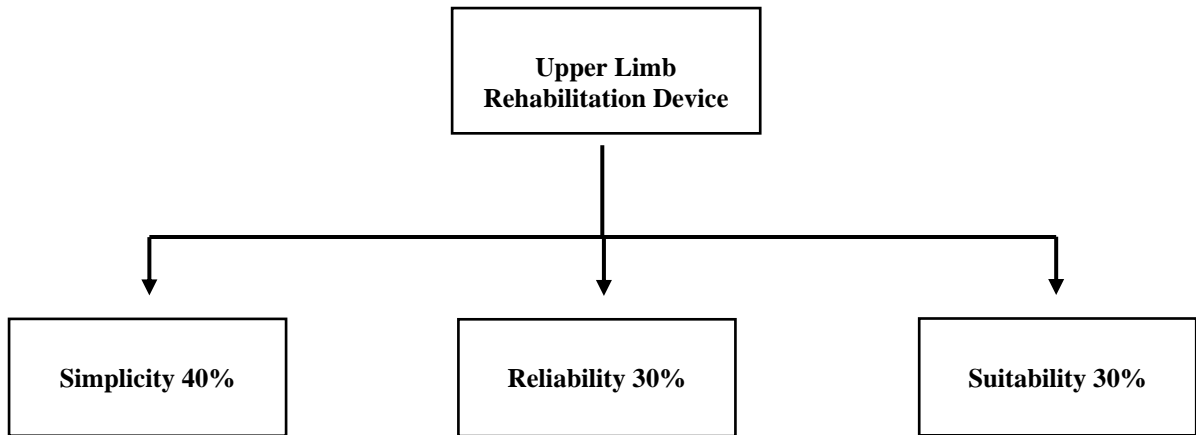 Upper Limb
Rehabilitation Device
Simplicity 40%
Reliability 30%
Suitability 30%